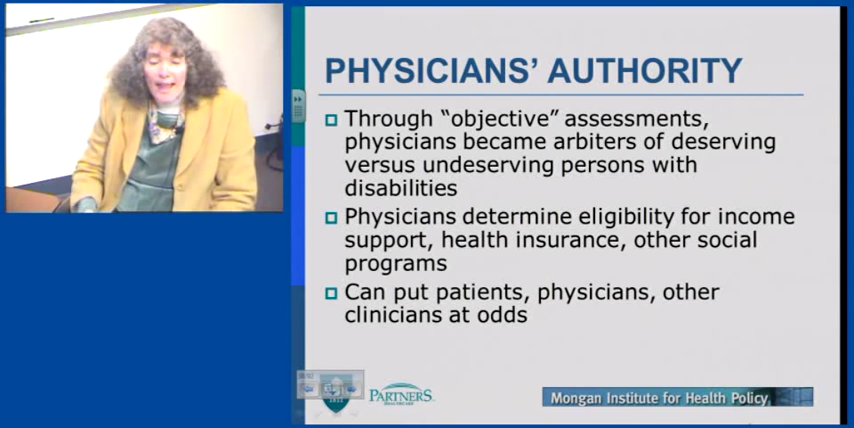 PHYSICIANS' AUTHORITY
Through “objective” assessments,
physicians became arbiters of deserving
versus undeserving persons with
disabilities
Physicians determine eligibility for income
support, health insurance, other social
programs
Can put patients, physicians, other
clinicians at odds
PARTNERS
HEALTHCARE
Mongan Institute for Health Policy